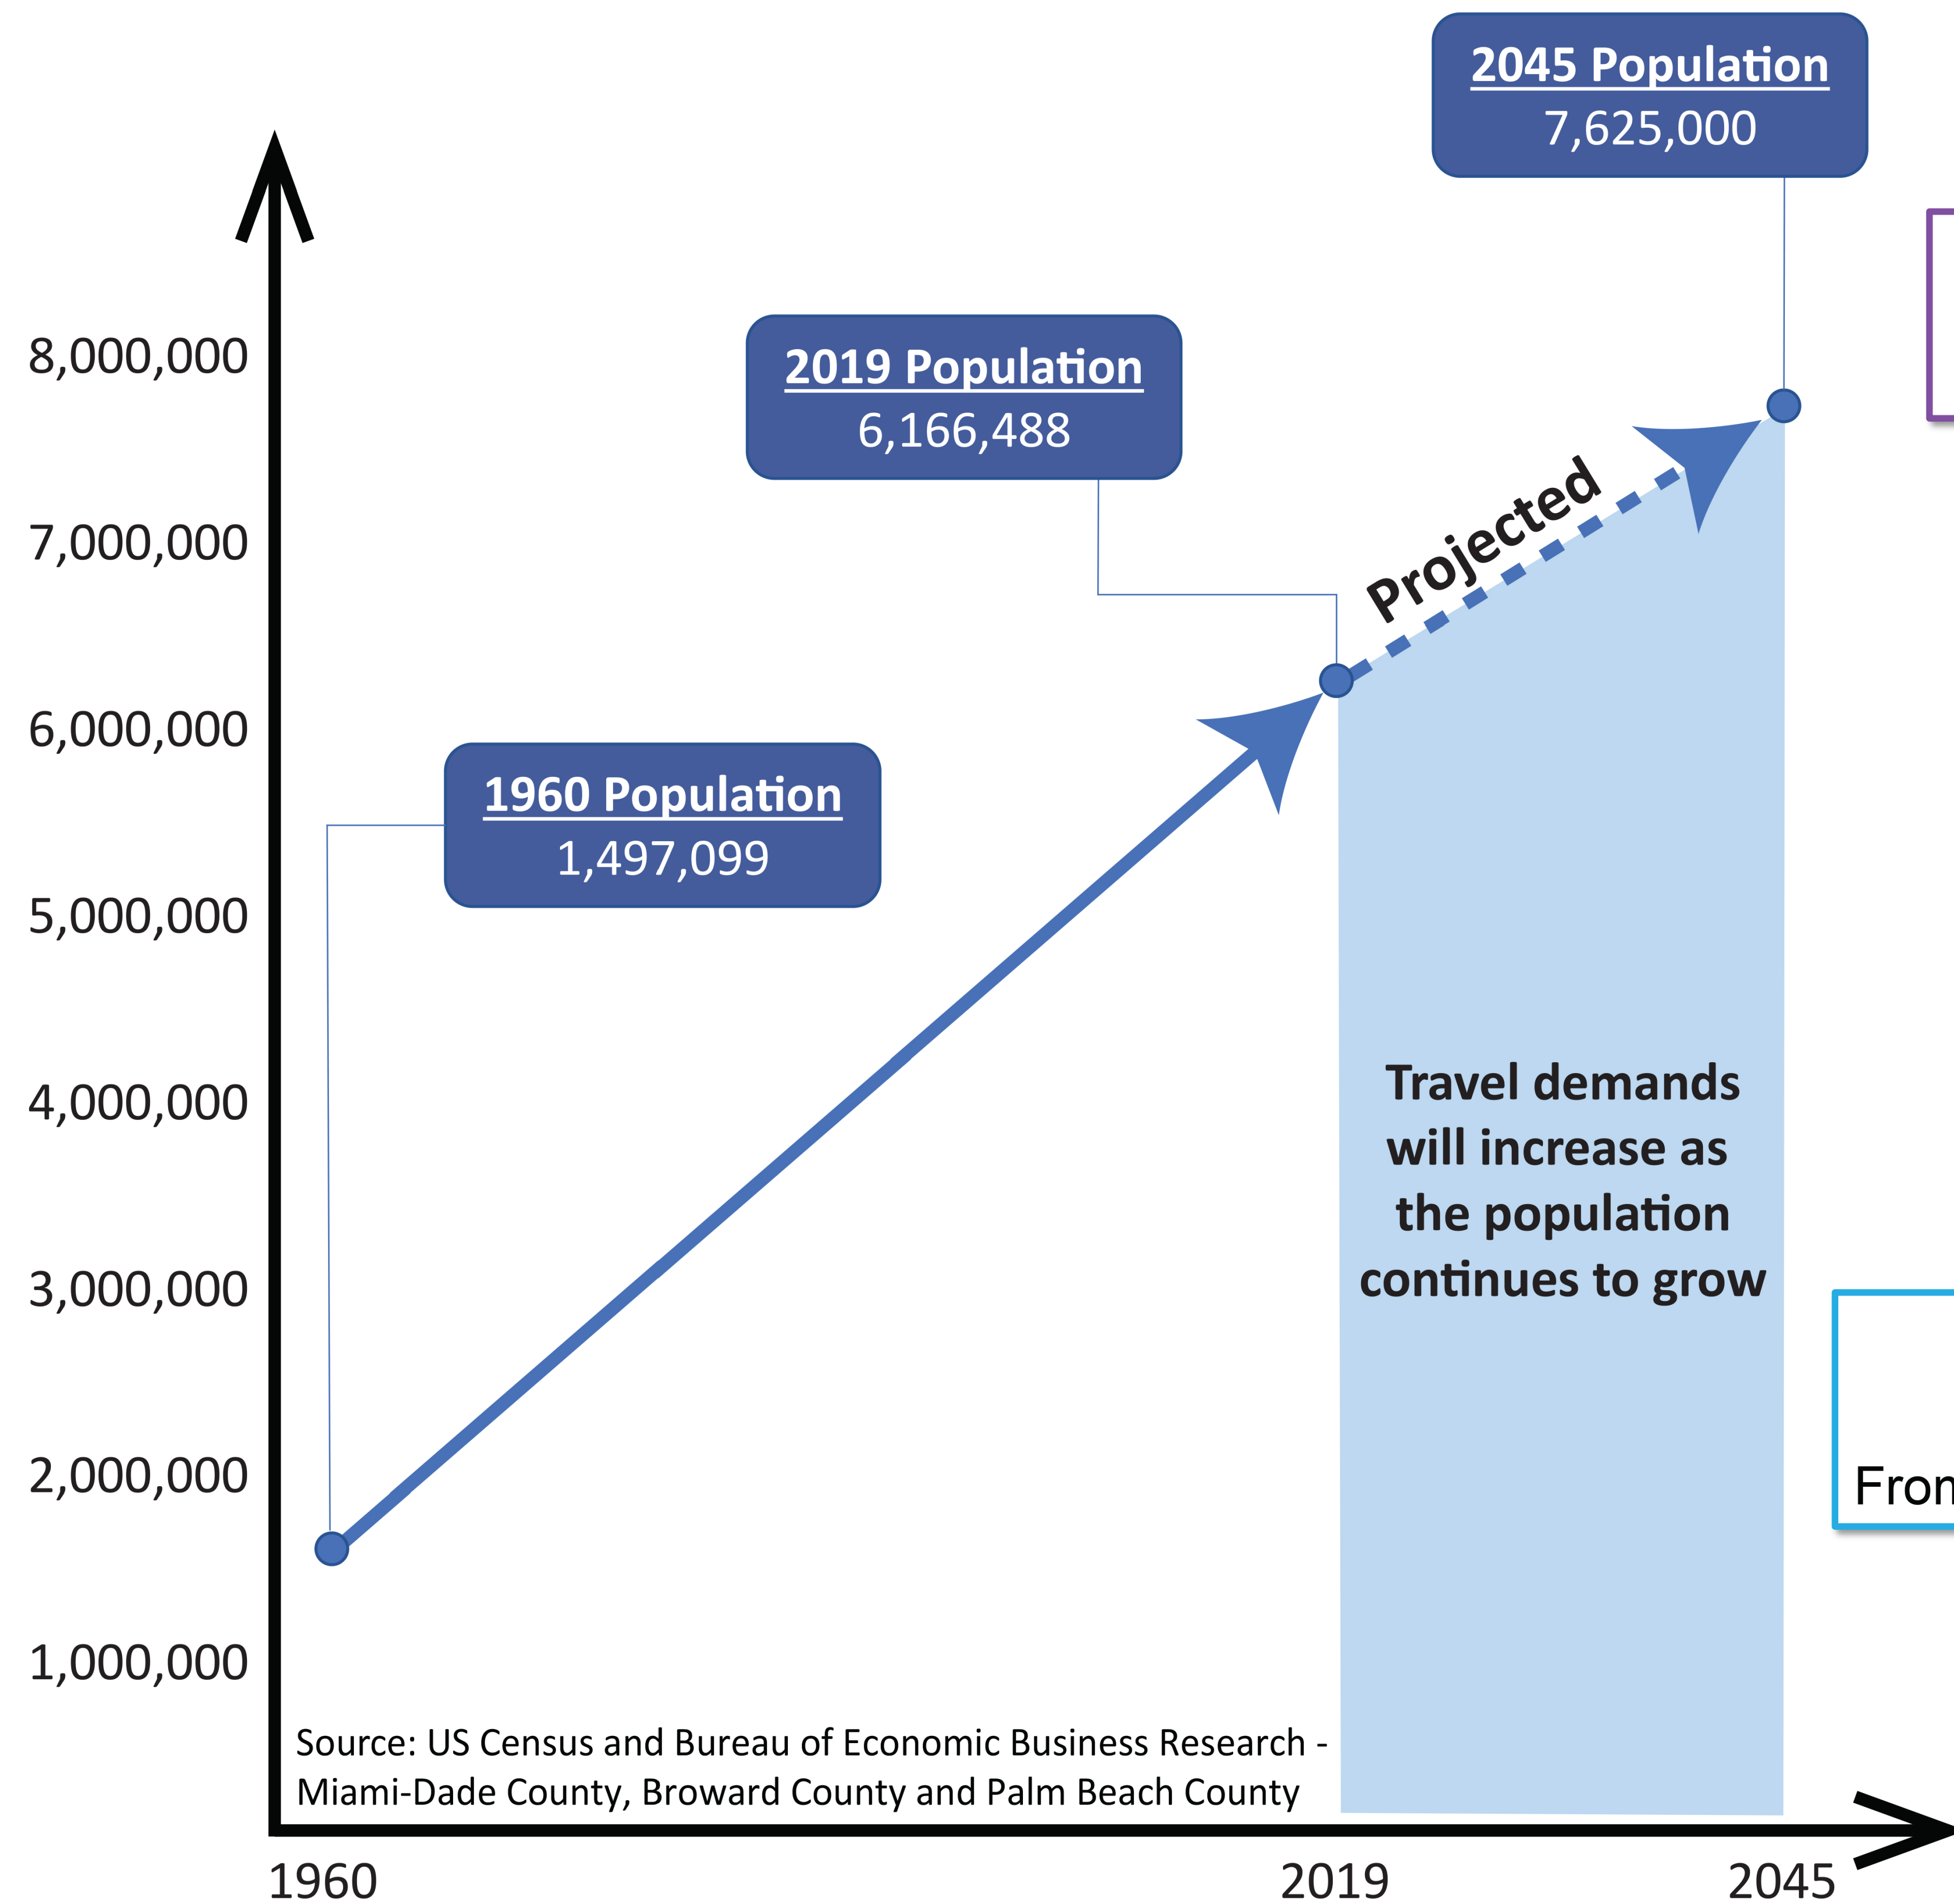 2045 Population
7,625,000
2019 Population
6,166,488
1960 Population
1,497,099
8,000,000
7,000,000
6,000,000
5,000,000
4,000,000
3,000,000
2,000,000
1,000,000
Projected
Travel demands
will increase as
the population
continues to grow
Source: US Census and Bureau of Economic Business Research -
Miami-Dade County, Broward County and Palm Beach County
1960
2019
2045